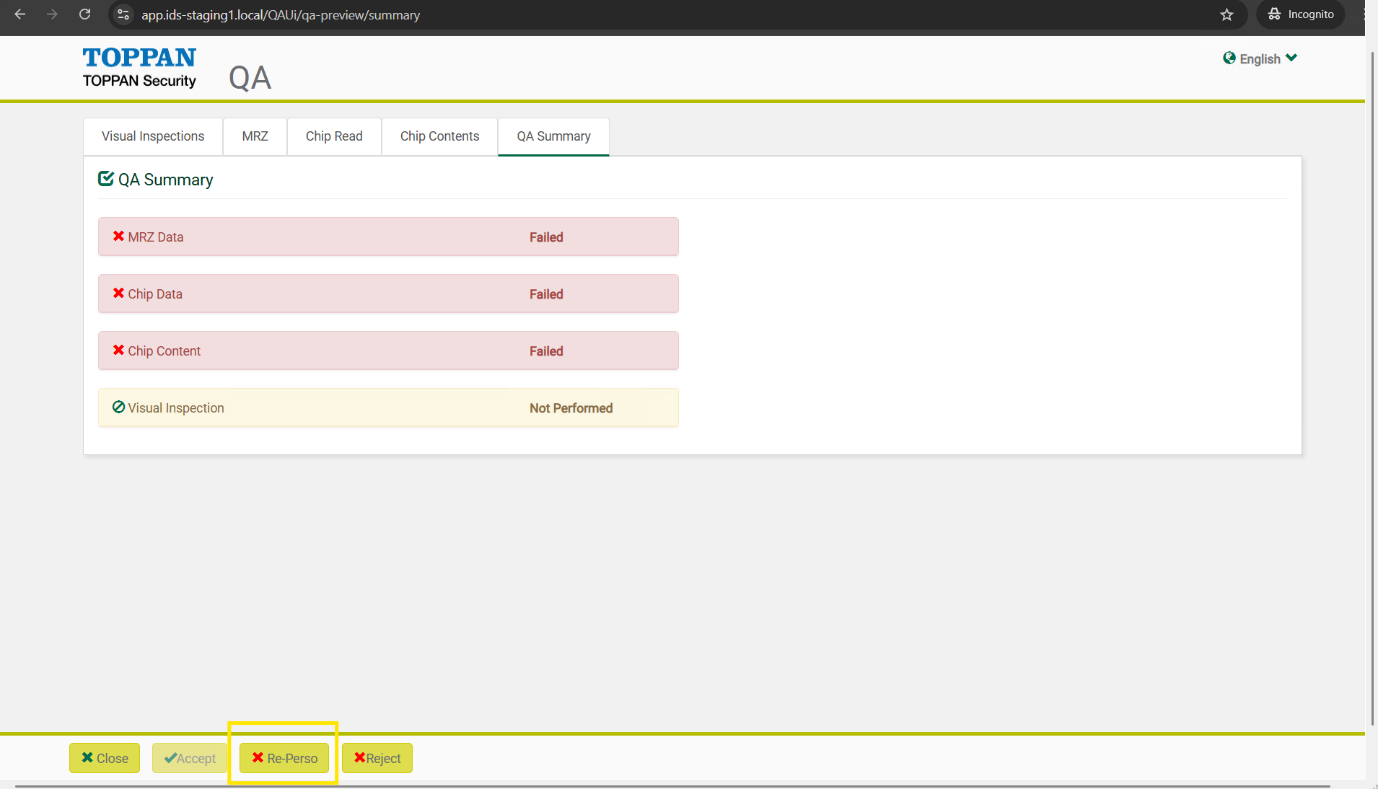 app.ids-staging1.local/QAUi/qa-preview/summary
Incognito
TOPPAN
TOPPAN Security
QA
English
Visual Inspections
MRZ
Chip Read
Chip Contents
QA Summary
QA Summary
MRZ Data Failed
Chip Data Failed
Chip Content Failed
Visual Inspection Not Performed
Close
Accept
Re-Perso
Reject